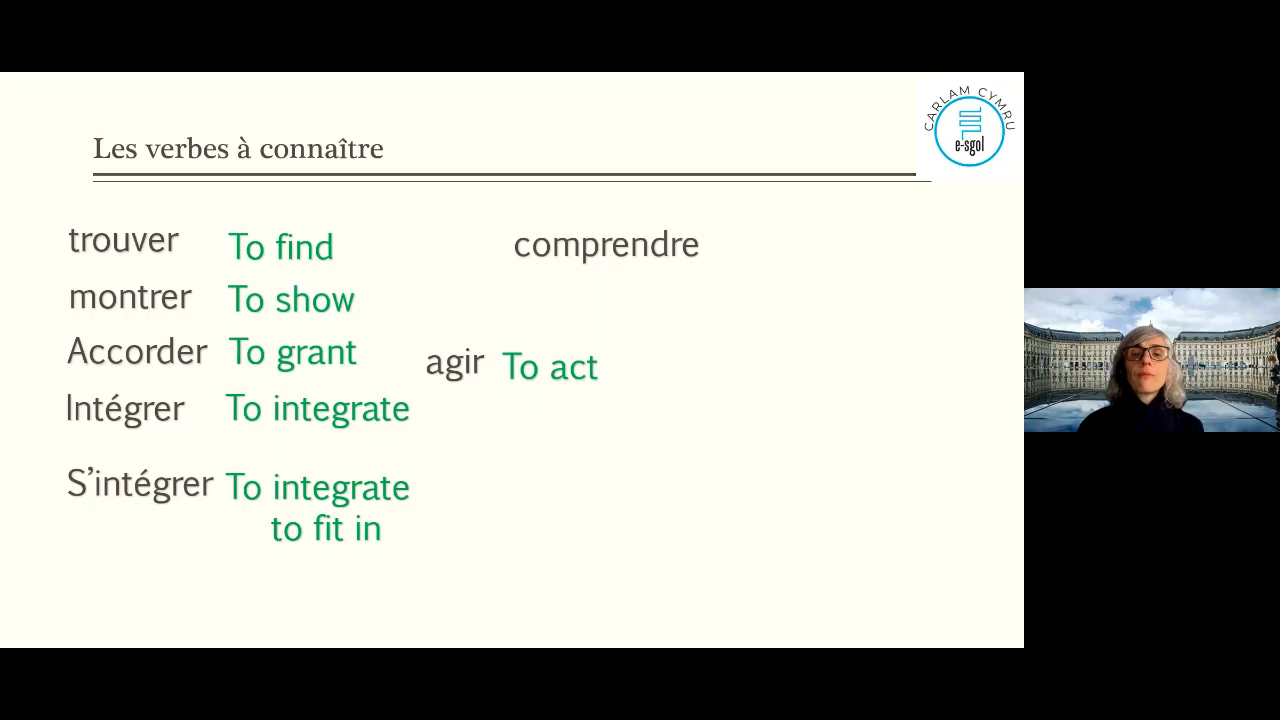 CARLAM CYMRU
e-sgol
Les verbes à connaître
trouver To find
comprendre
montrer To show
Accorder To grant
agir To act
Intégrer To integrate
S’intégrer To integrate
to fit in